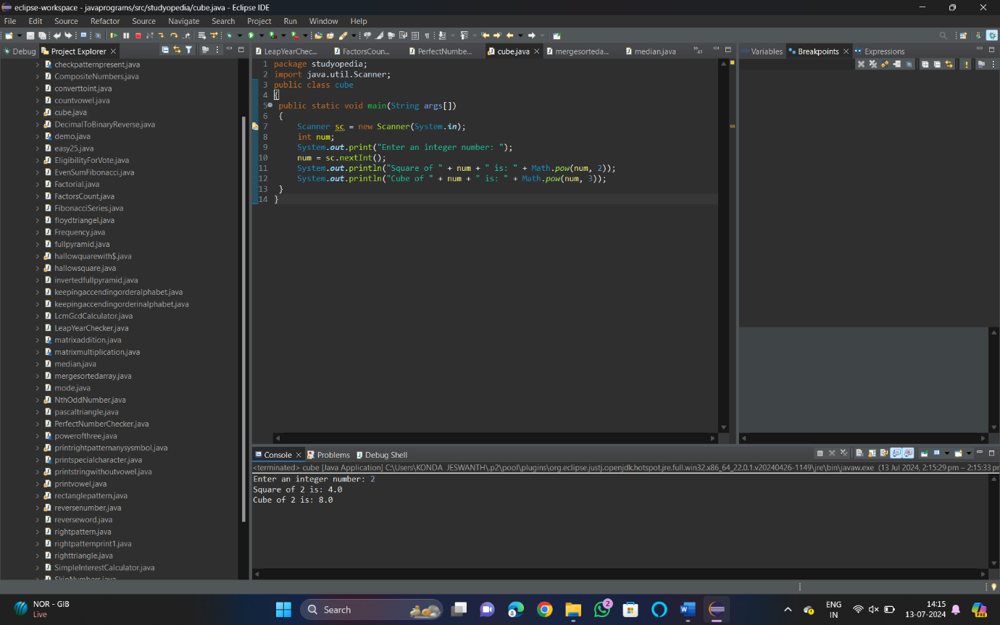 eclipse-workspace - javaprograms/src/studyopedia/cube.java - Eclipse IDE
File Edit Source Refactor Source Navigate Search Project Run Window Help
Debug Project Explorer
checkpatternpresent.java
CompositeNumbers.java
converttoint.java
countvowel.java
cube.java
DecimalToBinaryReverse.java
demo.java
easy25.java
EligibilityForVote.java
EvenSumFibonacci.java
Factorial.java
FactorsCount.java
FibonacciSeries.java
floydtriangel.java
Frequency.java
fullpyramid.java
hallowquarewith$.java
hallowsquare.java
invertedfullpyramid.java
keepingaccendingorderalphabet.java
keepingaccendingorderinalphabet.java
LcmGcdCalculator.java
LeapYearChecker.java
matrixaddition.java
matrixmultiplication.java
median.java
mergesortedarray.java
mode.java
NthOddNumber.java
pascaltriangle.java
PerfectNumberChecker.java
powerofthree.java
printrightpatternanysysmbol.java
printspecialcharacter.java
printstringwithoutvowel.java
printvowel.java
rectanglepattern.java
reversenumber.java
reverseword.java
rightpattern.java
rightpatternprint1.java
righttriangle.java
SimpleInterestCalculator.java
SkipNumbers.java
LeapYearChec... FactorsCoun... PerfectNumbe... cube.java mergesorteda... median.java »41
1 package studyopedia;
2 import java.util.Scanner;
3 public class cube
4 {
5 public static void main(String args[])
6 {
7 Scanner sc = new Scanner(System.in);
8 int num;
9 System.out.print("Enter an integer number: ");
10 num = sc.nextInt();
11 System.out.println("Square of " + num + " is: " + Math.pow(num, 2));
12 System.out.println("Cube of " + num + " is: " + Math.pow(num, 3));
13 }
14 }
Variables Breakpoints Expressions
Console Problems Debug Shell
<terminated> cube [Java Application] C:\Users\KONDA JESWANTH\.p2\pool\plugins\org.eclipse.justj.openjdk.hotspot.jre.full.win32.x86_64_22.0.1.v20240426-1149\jre\bin\javaw.exe (13 Jul 2024, 2:15:29 pm – 2:15:33 pr
Enter an integer number: 2
Square of 2 is: 4.0
Cube of 2 is: 8.0
NOR - GIB
Live
Search
2
ENG
IN
14:15
13-07-2024
PRE